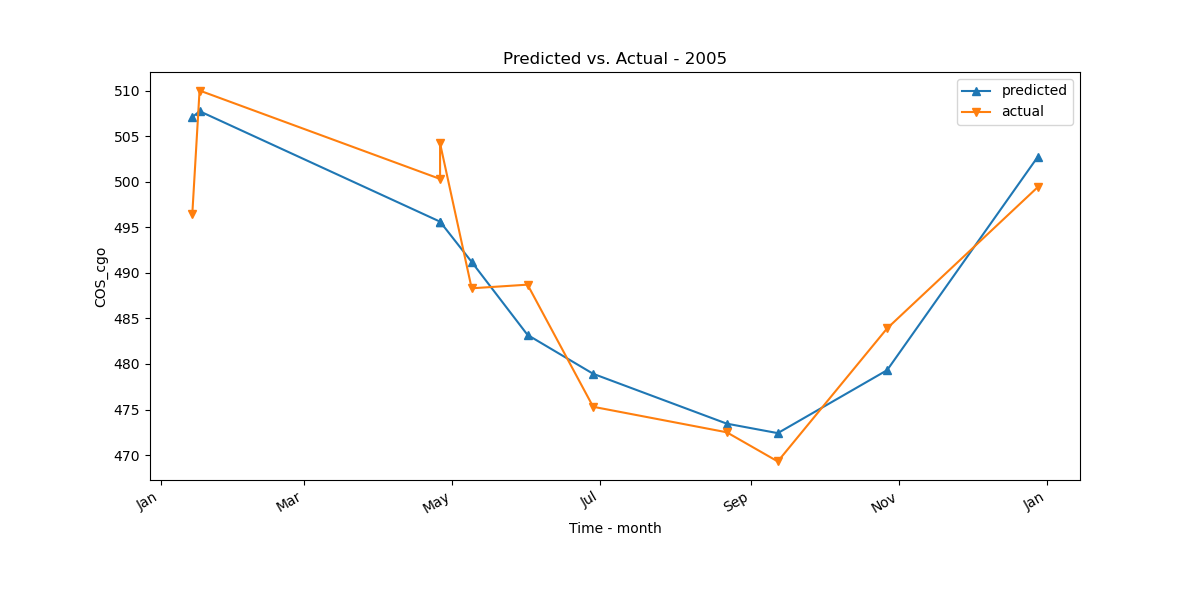 Predicted vs. Actual - 2005
predicted
actual
510
505
500
495
490
485
480
475
470
COS_cgo
Jan
Mar
May
Jul
Sep
Nov
Jan
Time - month